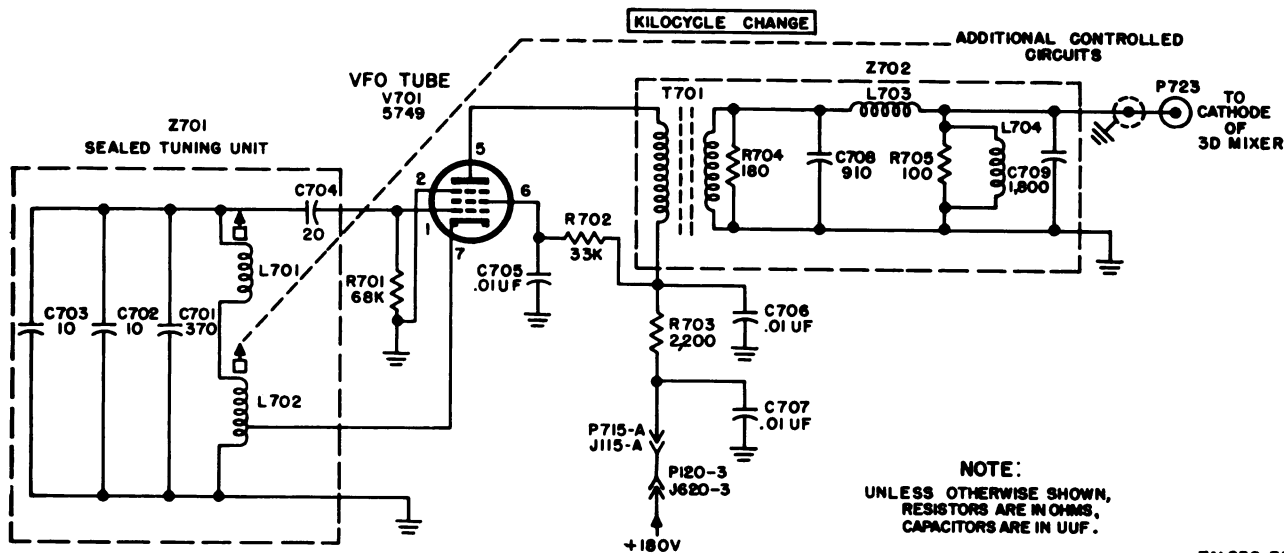 KILOCYCLE CHANGE
ADDITIONAL CONTROLLED
CIRCUITS
VFO TUBE
V701
5749
Z701
SEALED TUNING UNIT
Z702
T701
L703
P723
TO
CATHODE
OF
3D MIXER
R704
180
C708
910
R705
100
L704
C709
1,800
C704
20
5
2
6
1
7
R702
33K
L701
R701
68K
C705
.01UF
C703
10
C702
10
C701
370
L702
R703
2,200
C706
.01UF
C707
.01UF
P715-A
J115-A
P120-3
J620-3
+180V
NOTE:
UNLESS OTHERWISE SHOWN,
RESISTORS ARE IN OHMS,
CAPACITORS ARE IN UUF.